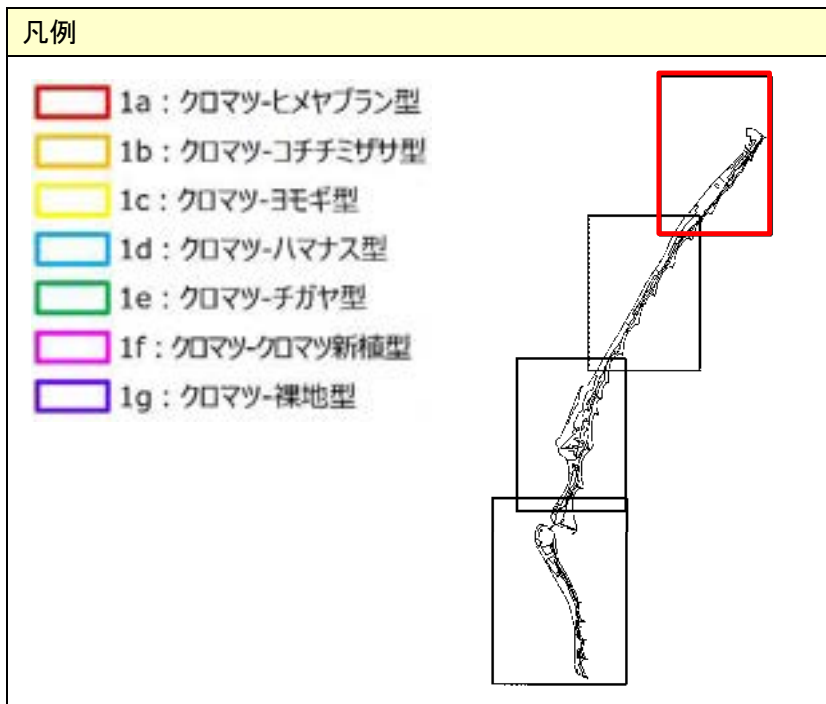 凡例
1a：クロマツ-ヒメヤブラン型
1b：クロマツ-コチヂミザサ型
1c：クロマツ-ヨモギ型
1d：クロマツ-ハマナス型
1e：クロマツ-チガヤ型
1f：クロマツ-クロマツ新植型
1g：クロマツ-裸地型